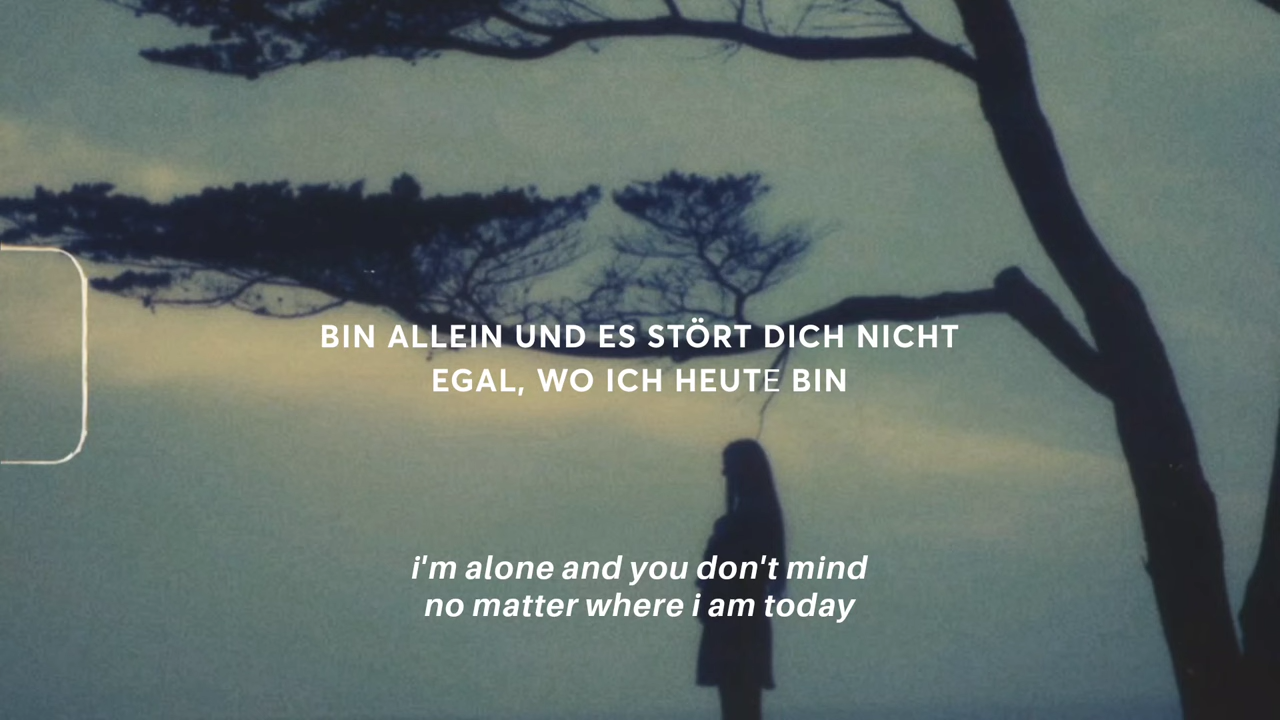 BIN ALLEIN UND ES STÖRT DICH NICHT
EGAL, WO ICH HEUTE BIN
i'm alone and you don't mind
no matter where i am today